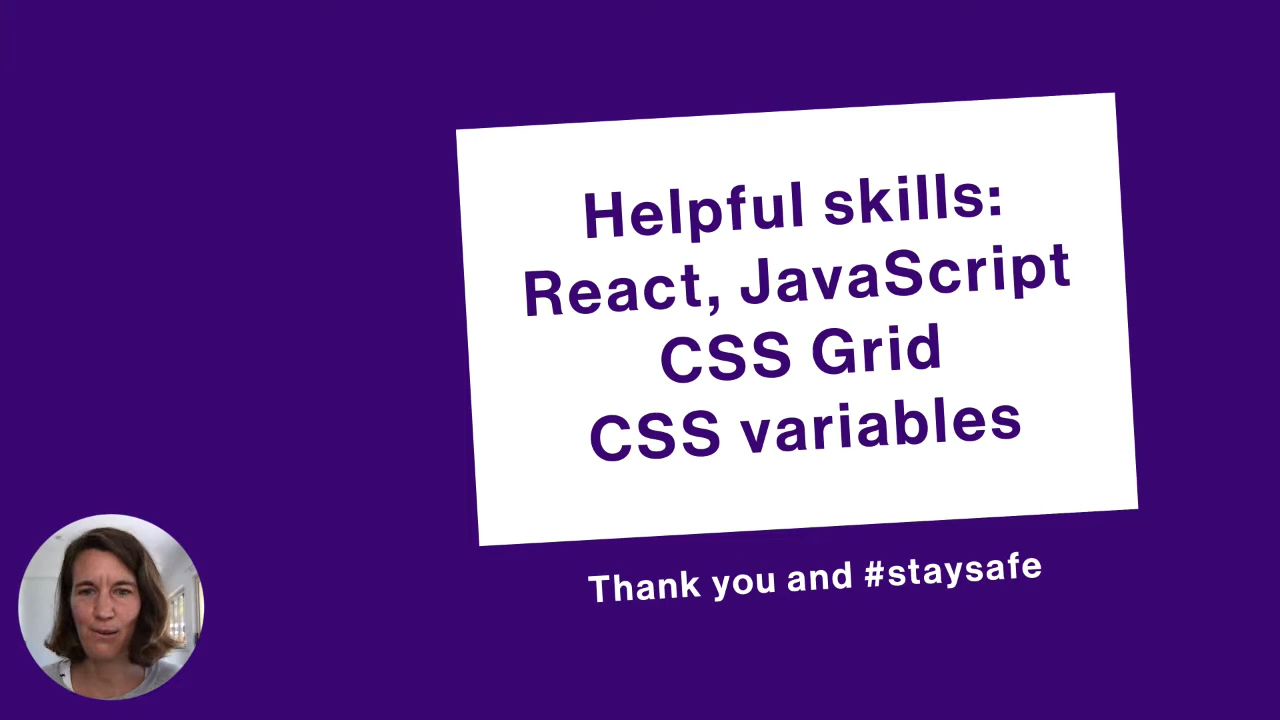 Helpful skills:
React, JavaScript
CSS Grid
CSS variables
Thank you and #staysafe